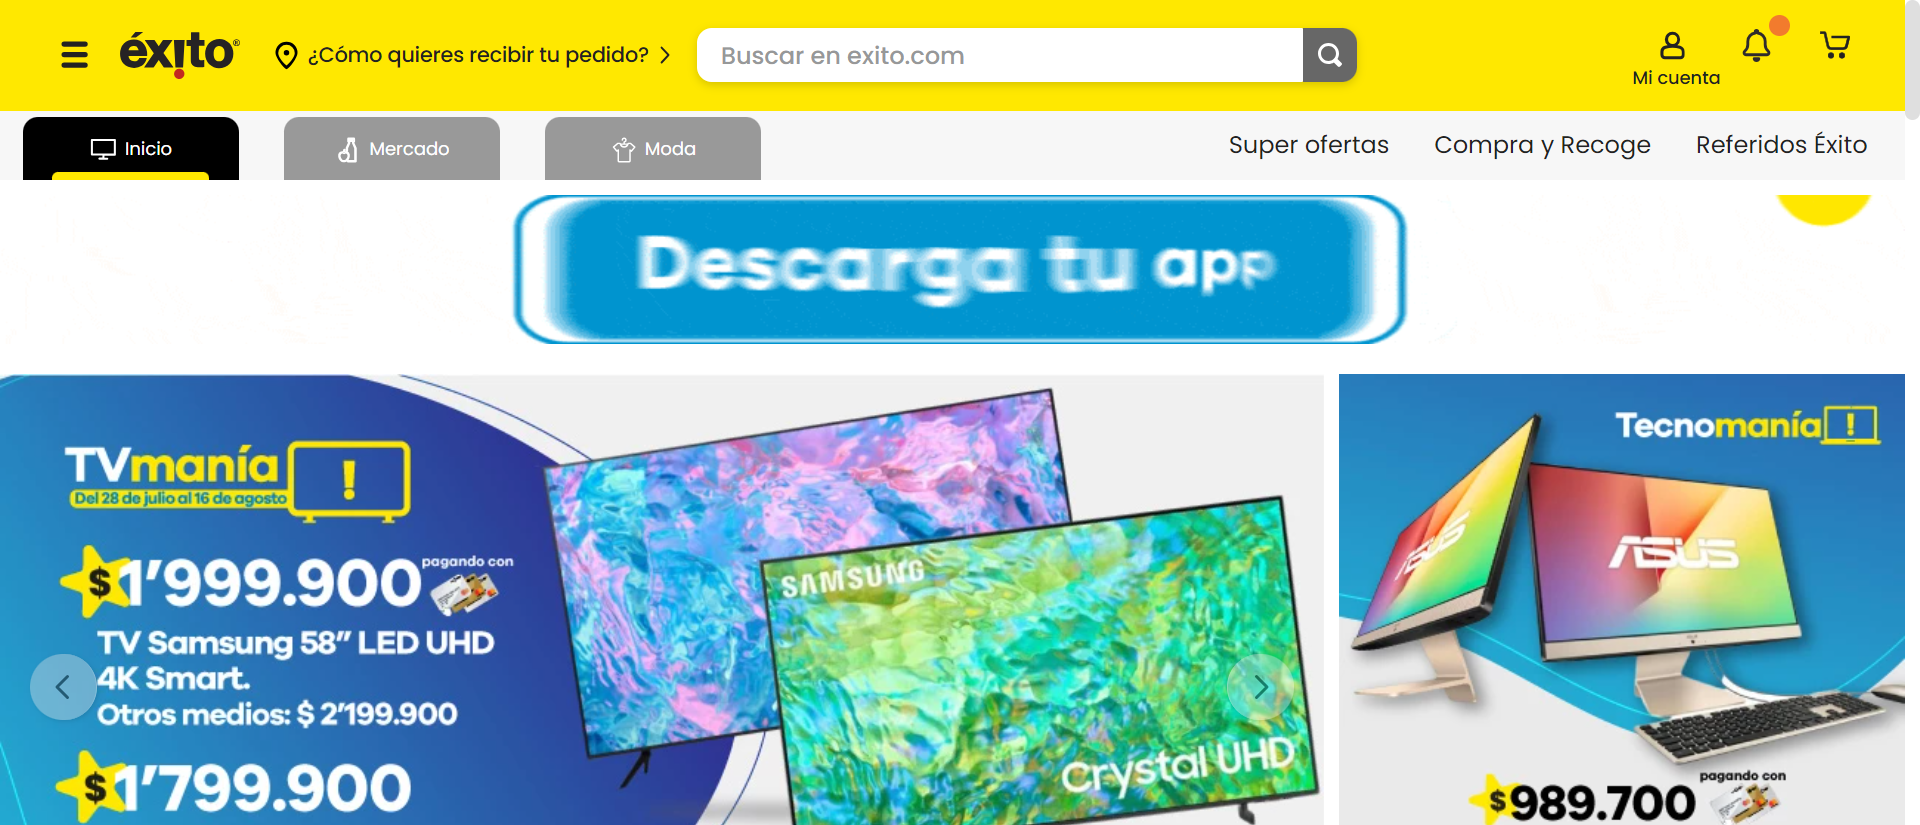 éxito
¿Cómo quieres recibir tu pedido?
Buscar en exito.com
Mi cuenta
Inicio
Mercado
Moda
Super ofertas
Compra y Recoge
Referidos Éxito
Descarga tu app
TVmanía
Del 28 de julio al 16 de agosto
$ 1'999.900 pagando con
TV Samsung 58" LED UHD
4K Smart.
Otros medios: $ 2'199.900
$ 1'799.900
SAMSUNG
Crystal UHD
Tecnomanía
ASUS
ASUS
pagando con
$ 989.700